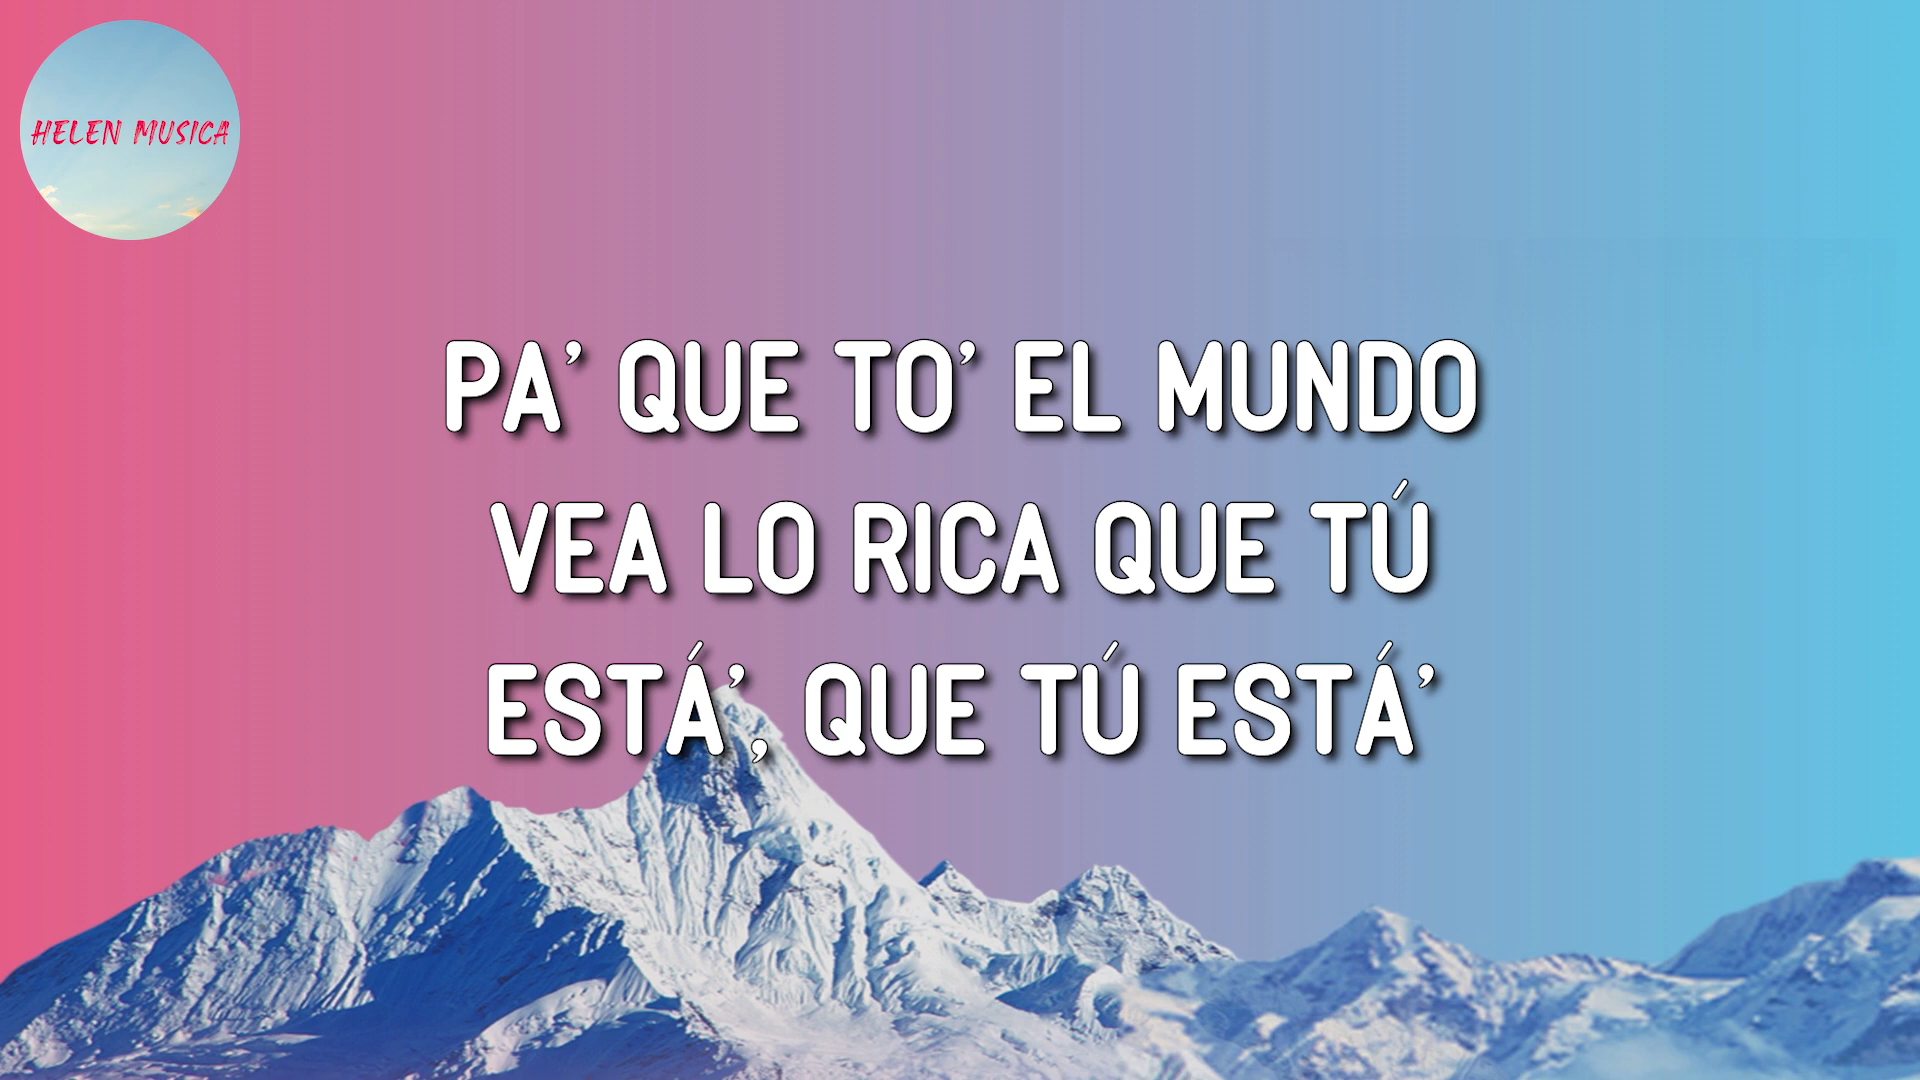 HELEN MUSICA
PA’ QUE TO’ EL MUNDO
VEA LO RICA QUE TÚ
ESTÁ’, QUE TÚ ESTÁ’